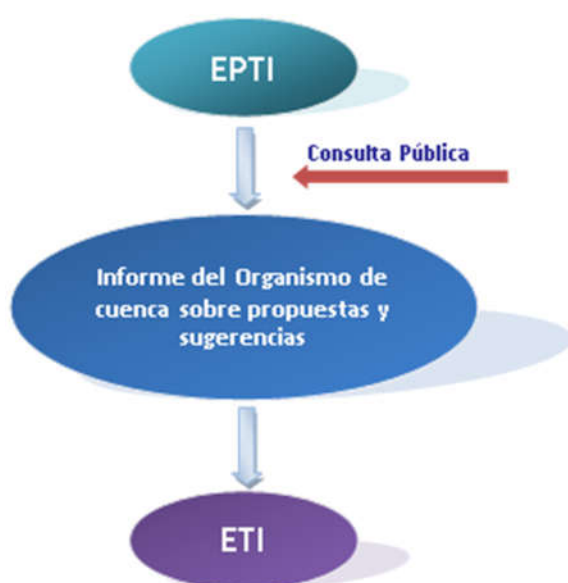 EPTI
Consulta Pública
Informe del Organismo de
cuenca sobre propuestas y
sugerencias
ETI